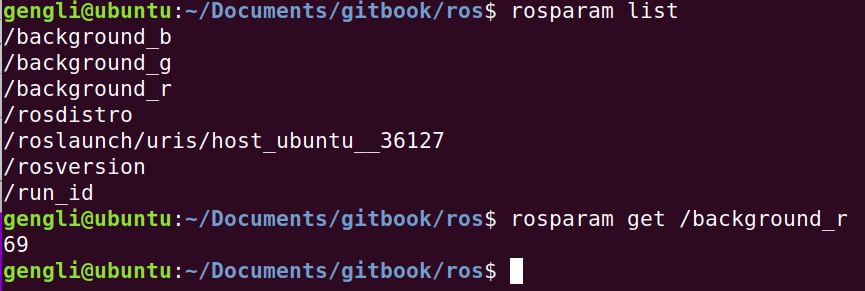 gengli@ubuntu:~/Documents/gitbook/ros$ rosparam list
/background_b
/background_g
/background_r
/rosdistro
/roslaunch/uris/host_ubuntu__36127
/rosversion
/run_id
gengli@ubuntu:~/Documents/gitbook/ros$ rosparam get /background_r
69
gengli@ubuntu:~/Documents/gitbook/ros$